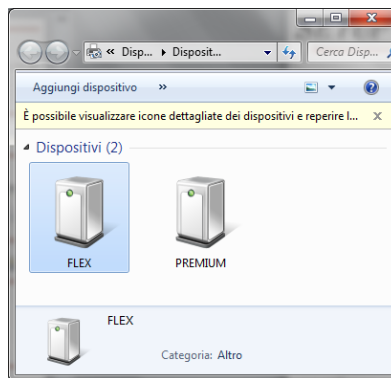 « Disp... Disposit... Cerca Disp...
Aggiungi dispositivo »
È possibile visualizzare icone dettagliate dei dispositivi e reperire l... X
Dispositivi (2)
FLEX PREMIUM
FLEX
Categoria: Altro